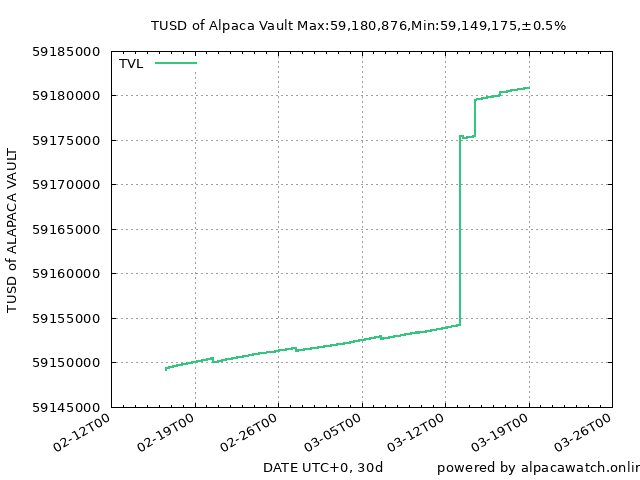 TUSD of Alpaca Vault Max:59,180,876,Min:59,149,175,±0.5%
TUSD of ALAPACA VAULT
TVL
59185000
59180000
59175000
59170000
59165000
59160000
59155000
59150000
59145000
02-12T00
02-19T00
02-26T00
03-05T00
03-12T00
03-19T00
03-26T00
DATE UTC+0, 30d
powered by alpacawatch.onlin